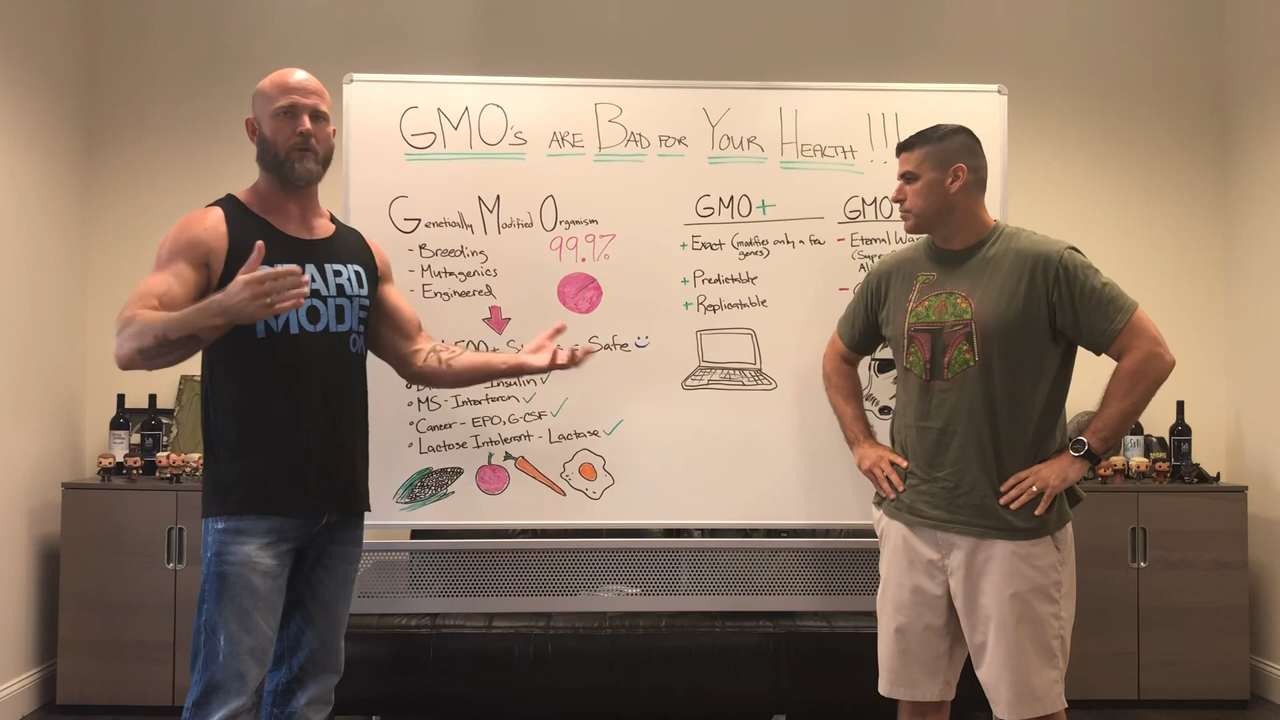 GMO's ARE BAD FOR YOUR HEALTH!!!
Genetically Modified Organism
- Breeding
- Mutagenics
- Engineered
99.9%
Safe
Insulin ✓
• MS - Interferon ✓
• Cancer - EPO, G-CSF ✓
• Lactose Intolerant - Lactase ✓
GMO+
+ Exact (modifies only a few
genes)
+ Predictable
+ Replicatable
GMO
- Eternal War
BEARD
MODE
ON